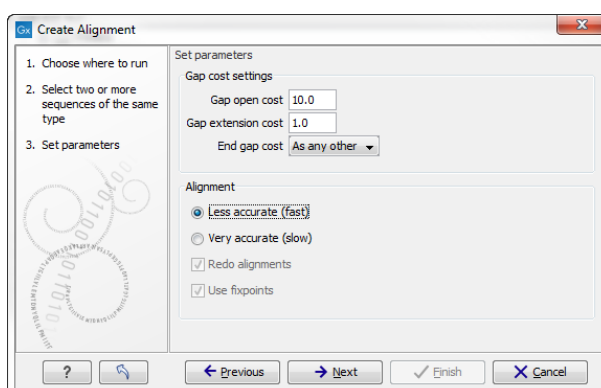 Gx Create Alignment
1. Choose where to run
2. Select two or more
sequences of the same
type
3. Set parameters
Set parameters
Gap cost settings
Gap open cost 10.0
Gap extension cost 1.0
End gap cost As any other
Alignment
Less accurate (fast)
Very accurate (slow)
Redo alignments
Use fixpoints
? Previous Next Finish Cancel